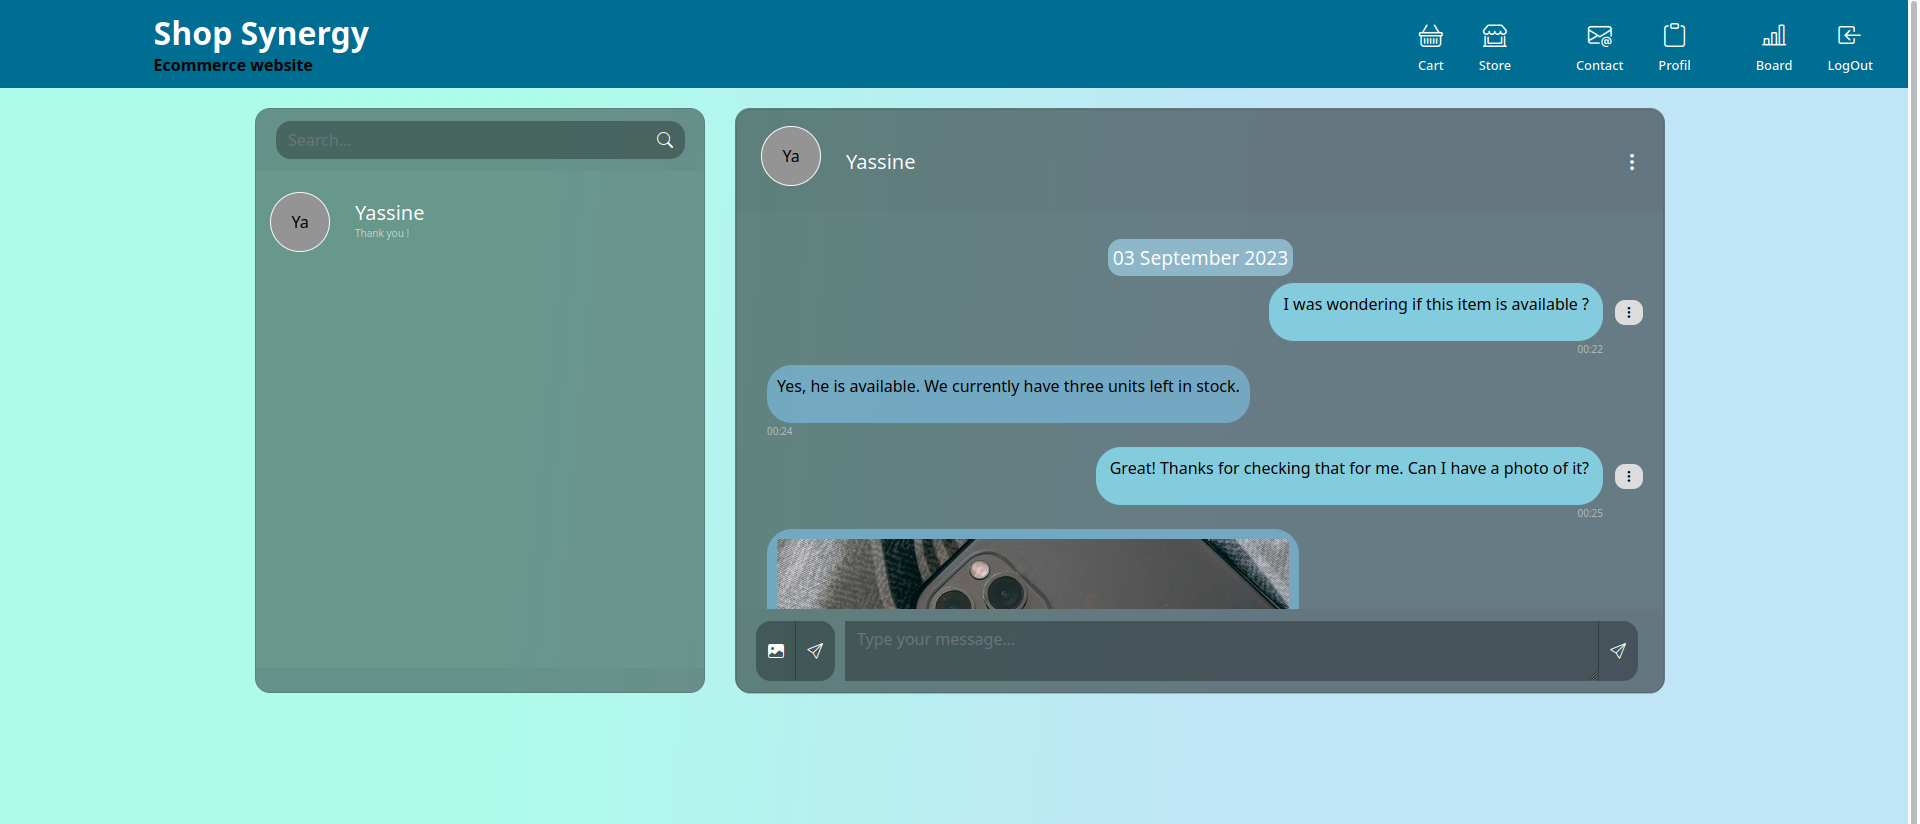 Shop Synergy
Ecommerce website
Cart
Store
Contact
Profil
Board
LogOut
Search...
Ya
Yassine
Thank you !
Ya
Yassine
03 September 2023
I was wondering if this item is available ?
00:22
Yes, he is available. We currently have three units left in stock.
00:24
Great! Thanks for checking that for me. Can I have a photo of it?
00:25
Type your message...